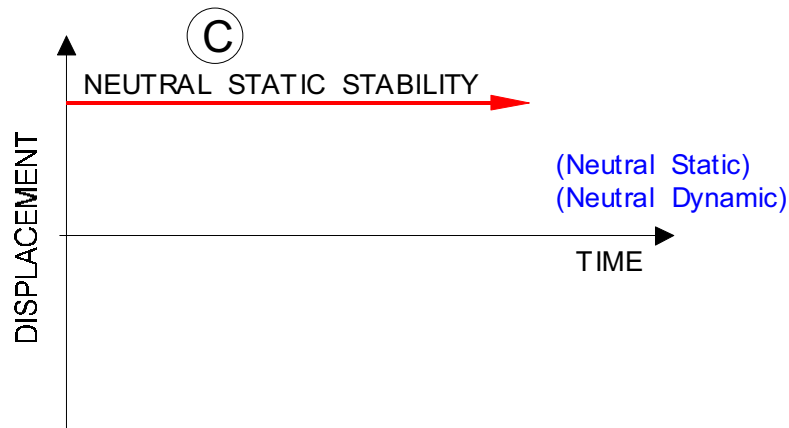 C
NEUTRAL STATIC STABILITY
DISPLACEMENT
(Neutral Static)
(Neutral Dynamic)
TIME